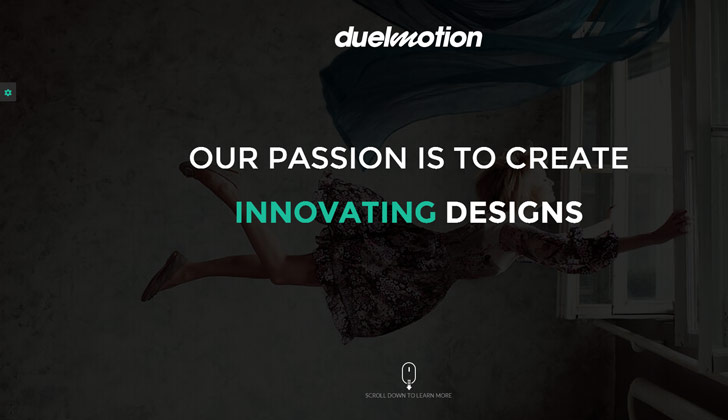 duelmotion
OUR PASSION IS TO CREATE
INNOVATING DESIGNS
SCROLL DOWN TO LEARN MORE